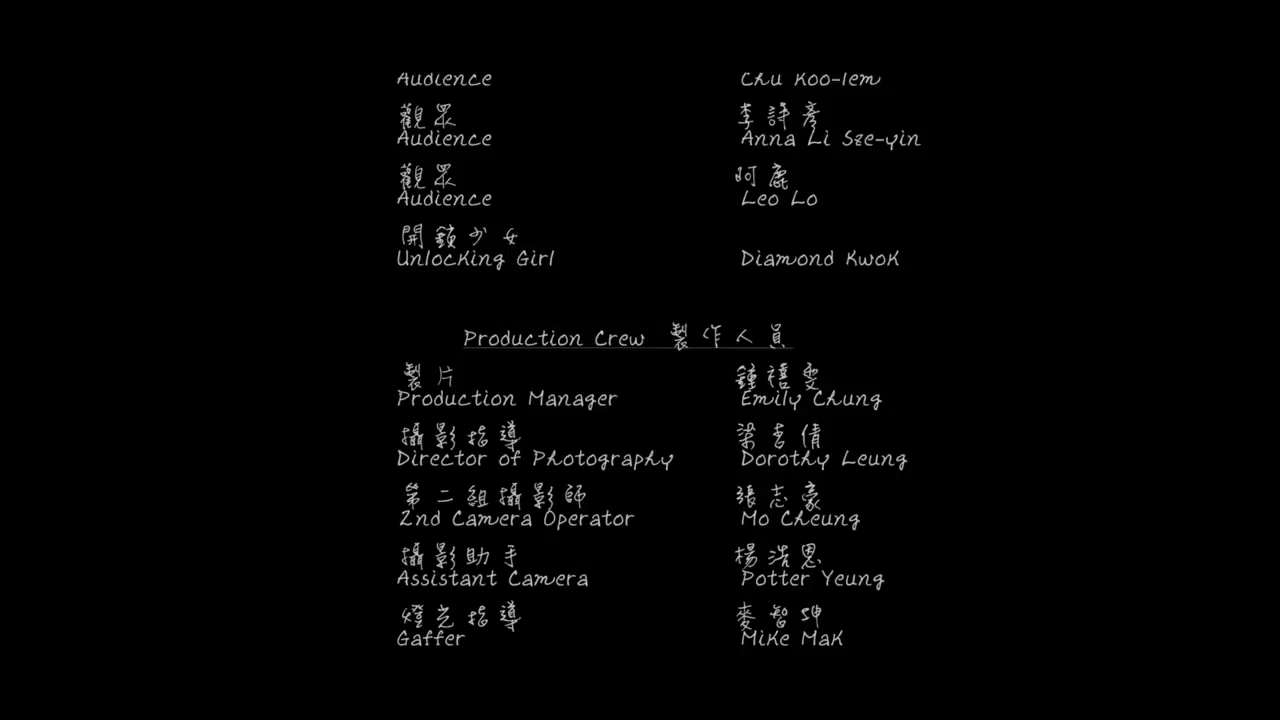 Audience Chu Koo-lem
觀眾 李詩彥
Audience Anna Li Sze-yin
觀眾 阿鹿
Audience Leo Lo
開鎖少女
Unlocking Girl Diamond Kwok
Production Crew 製作人員
製片 鍾禧雯
Production Manager Emily Chung
攝影指導 梁杏倩
Director of Photography Dorothy Leung
第二組攝影師 張志豪
2nd Camera Operator Mo Cheung
攝影助手 楊浩恩
Assistant Camera Potter Yeung
燈光指導 麥智坤
Gaffer Mike Mak